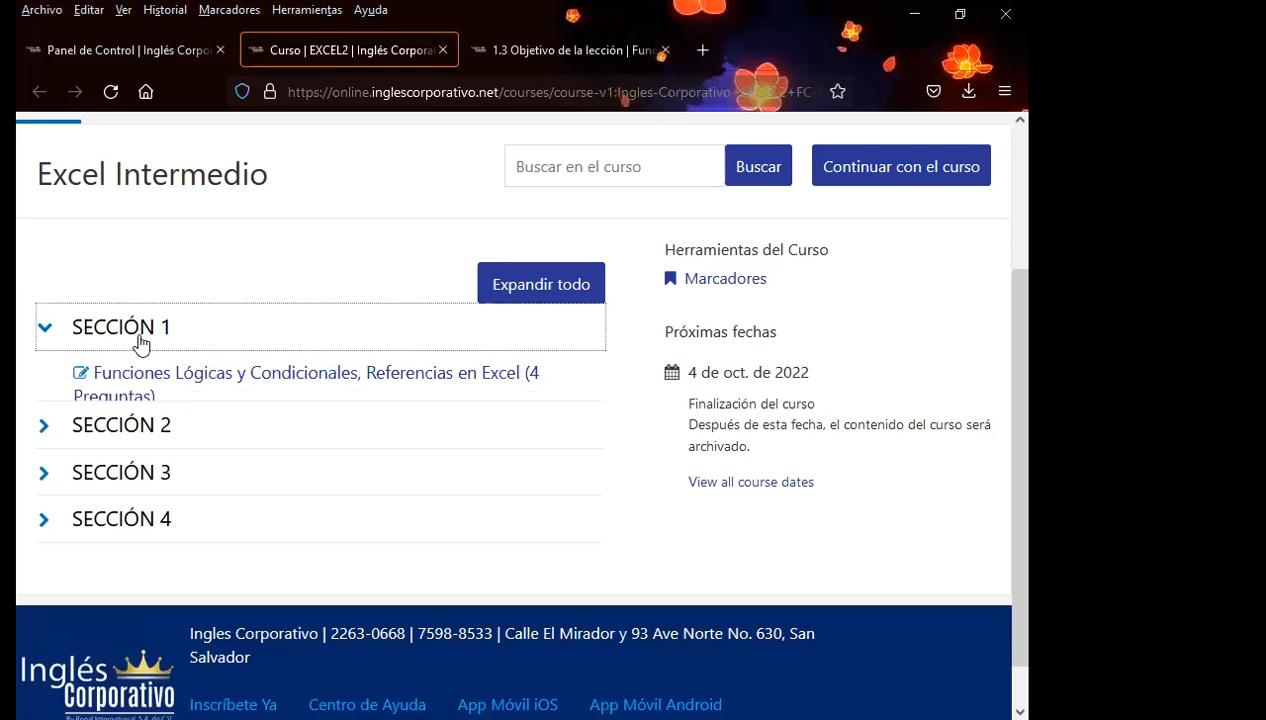 Archivo Editar Ver Historial Marcadores Herramientas Ayuda
Panel de Control | Inglés Corpo
Curso | EXCEL2 | Inglés Corpora
1.3 Objetivo de la lección | Fun
https://online.inglescorporativo.net/courses/course-v1:Ingles-Corporativo
Excel Intermedio
Buscar en el curso
Buscar
Continuar con el curso
Herramientas del Curso
Marcadores
Expandir todo
SECCIÓN 1
Funciones Lógicas y Condicionales, Referencias en Excel (4
Preguntas)
SECCIÓN 2
SECCIÓN 3
SECCIÓN 4
Próximas fechas
4 de oct. de 2022
Finalización del curso
Después de esta fecha, el contenido del curso será
archivado.
View all course dates
Inglés
Corporativo
Ingles Corporativo | 2263-0668 | 7598-8533 | Calle El Mirador y 93 Ave Norte No. 630, San
Salvador
Inscríbete Ya Centro de Ayuda App Móvil iOS App Móvil Android